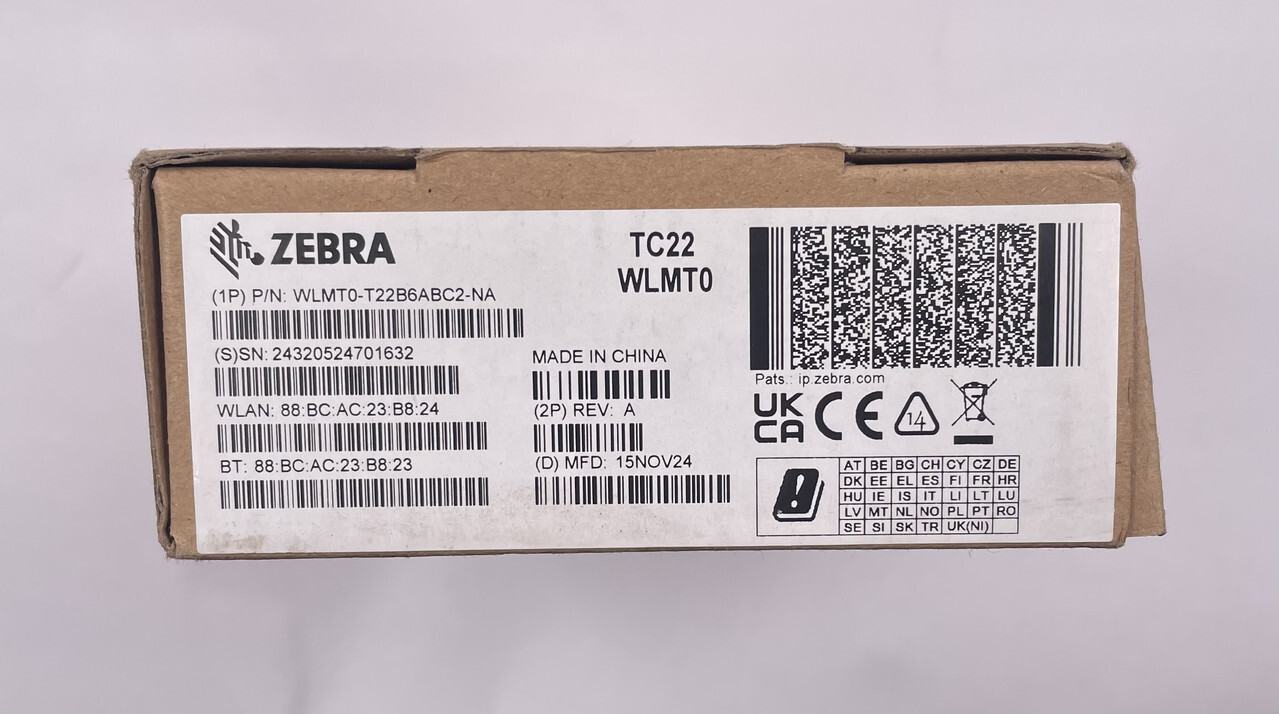 ZEBRA
TC22
WLMT0
(1P) P/N: WLMT0-T22B6ABC2-NA
(S)SN: 24320524701632
WLAN: 88:BC:AC:23:B8:24
BT: 88:BC:AC:23:B8:23
MADE IN CHINA
(2P) REV: A
(D) MFD: 15NOV24
Pats.: ip.zebra.com
UK
CA
CE
14
AT BE BG CH CY CZ DE
DK EE EL ES FI FR HR
HU IE IS IT LI LT LU
LV MT NL NO PL PT RO
SE SI SK TR UK(NI)